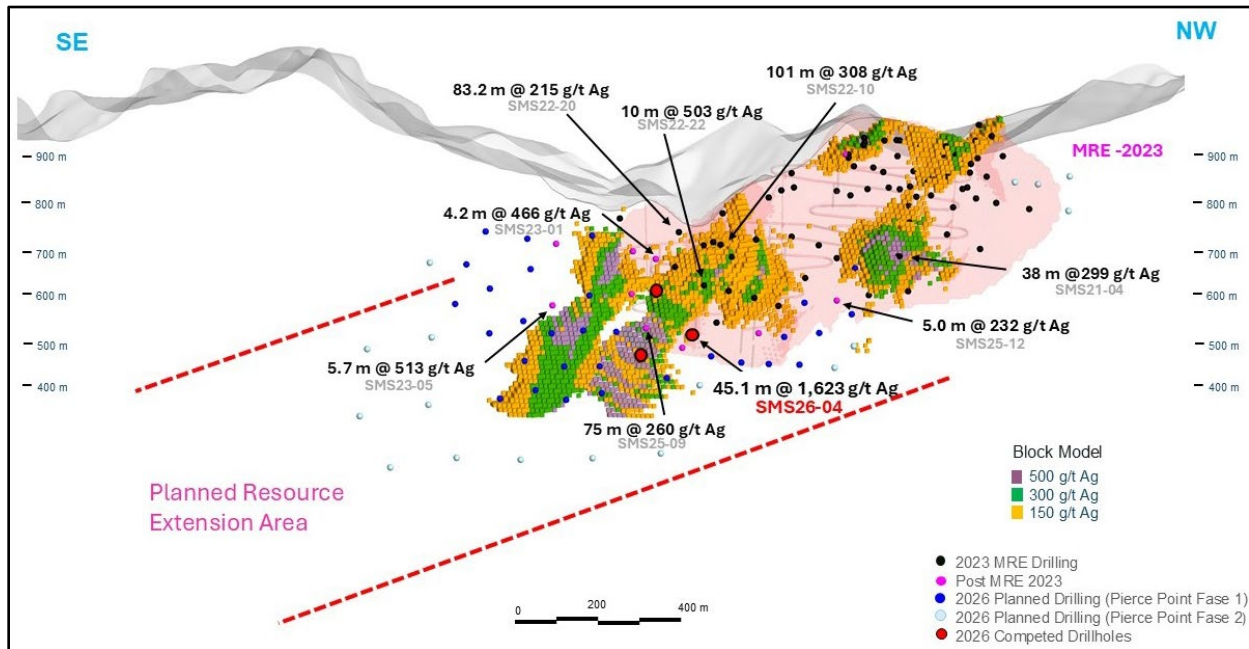 SE
NW
101 m @ 308 g/t Ag
SMS22-10
83.2 m @ 215 g/t Ag
SMS22-20
10 m @ 503 g/t Ag
SMS22-22
900 m
800 m
700 m
600 m
500 m
400 m
MRE -2023
900 m
800 m
700 m
600 m
500 m
400 m
4.2 m @ 466 g/t Ag
SMS23-01
38 m @299 g/t Ag
SMS21-04
5.0 m @ 232 g/t Ag
SMS25-12
5.7 m @ 513 g/t Ag
SMS23-05
45.1 m @ 1,623 g/t Ag
SMS26-04
75 m @ 260 g/t Ag
SMS25-09
Planned Resource
Extension Area
Block Model
500 g/t Ag
300 g/t Ag
150 g/t Ag
2023 MRE Drilling
Post MRE 2023
2026 Planned Drilling (Pierce Point Fase 1)
2026 Planned Drilling (Pierce Point Fase 2)
2026 Competed Drillholes
0 200 400 m